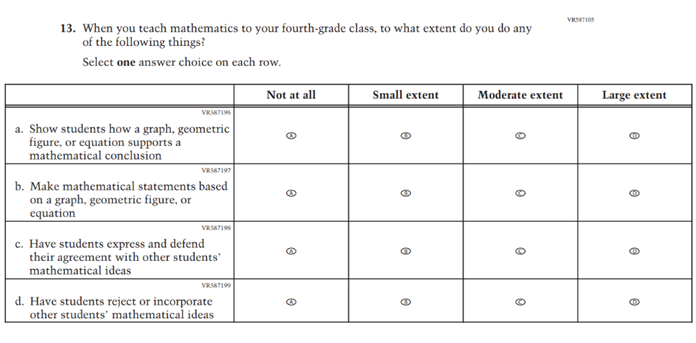 VR587105
13. When you teach mathematics to your fourth-grade class, to what extent do you do any
of the following things?
Select one answer choice on each row.
Not at all Small extent Moderate extent Large extent
VR587196
a. Show students how a graph, geometric
figure, or equation supports a
mathematical conclusion
A B C D
VR587197
b. Make mathematical statements based
on a graph, geometric figure, or
equation
A B C D
VR587198
c. Have students express and defend
their agreement with other students'
mathematical ideas
A B C D
VR587199
d. Have students reject or incorporate
other students' mathematical ideas
A B C D